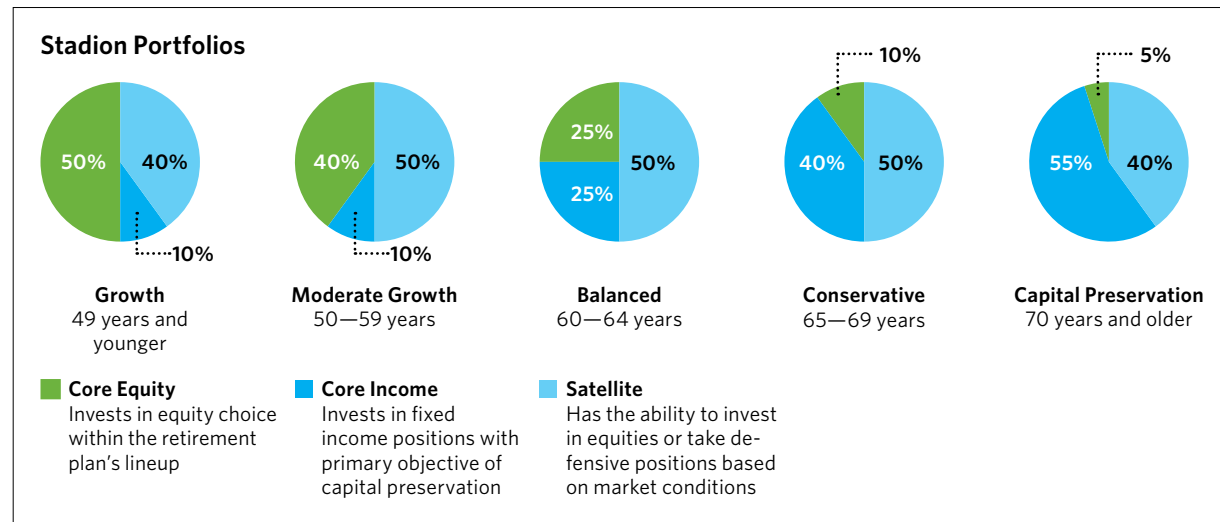 Stadion Portfolios
10%
5%
50%
40%
40%
50%
25%
25%
50%
40%
50%
55%
40%
10%
10%
Growth
49 years and
younger
Moderate Growth
50—59 years
Balanced
60—64 years
Conservative
65—69 years
Capital Preservation
70 years and older
Core Equity
Invests in equity choice
within the retirement
plan's lineup
Core Income
Invests in fixed
income positions with
primary objective of
capital preservation
Satellite
Has the ability to invest
in equities or take de-
fensive positions based
on market conditions